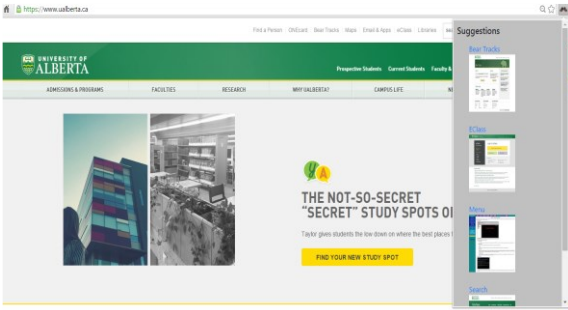 https://www.ualberta.ca
Find a Person ONEcard Bear Tracks Maps Email & Apps eClass Libraries
UNIVERSITY OF
ALBERTA
Prospective Students Current Students Faculty &
ADMISSIONS & PROGRAMS FACULTIES RESEARCH WHY UALBERTA? CAMPUS LIFE
YA
THE NOT-SO-SECRET
"SECRET" STUDY SPOTS O
Taylor gives students the low down on where the best places
FIND YOUR NEW STUDY SPOT
Suggestions
Bear Tracks
EClass
Menu
Search